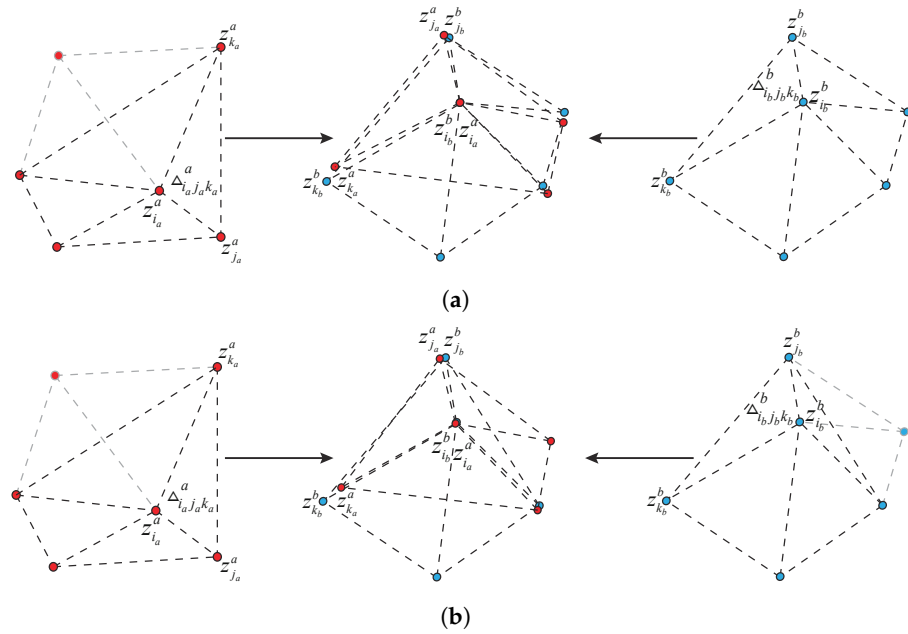 z^a_{k_a}
z^a_{j_a} z^b_{j_b}
z^b_{j_b}
△^a_{i_a j_a k_a}
z^a_{i_a}
z^a_{j_a}
z^b_{i_b} z^a_{i_a}
z^b_{k_b} z^a_{k_a}
△^b_{i_b j_b k_b}
z^b_{i_b}
z^b_{k_b}
(a)
z^a_{k_a}
z^a_{j_a} z^b_{j_b}
z^b_{j_b}
△^a_{i_a j_a k_a}
z^a_{i_a}
z^a_{j_a}
z^b_{i_b} z^a_{i_a}
z^b_{k_b} z^a_{k_a}
△^b_{i_b j_b k_b}
z^b_{i_b}
z^b_{k_b}
(b)